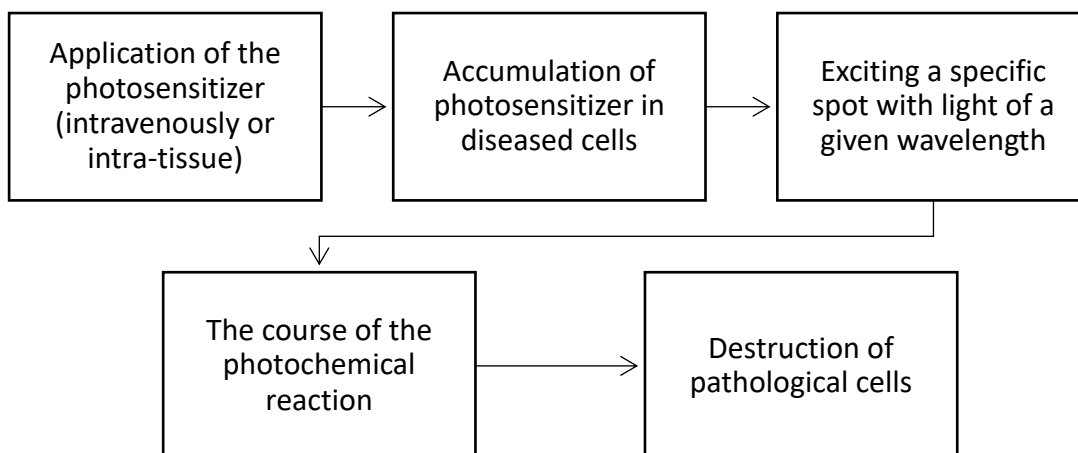 Application of the
photosensitizer
(intravenously or
intra-tissue)
Accumulation of
photosensitizer in
diseased cells
Exciting a specific
spot with light of a
given wavelength
The course of the
photochemical
reaction
Destruction of
pathological cells